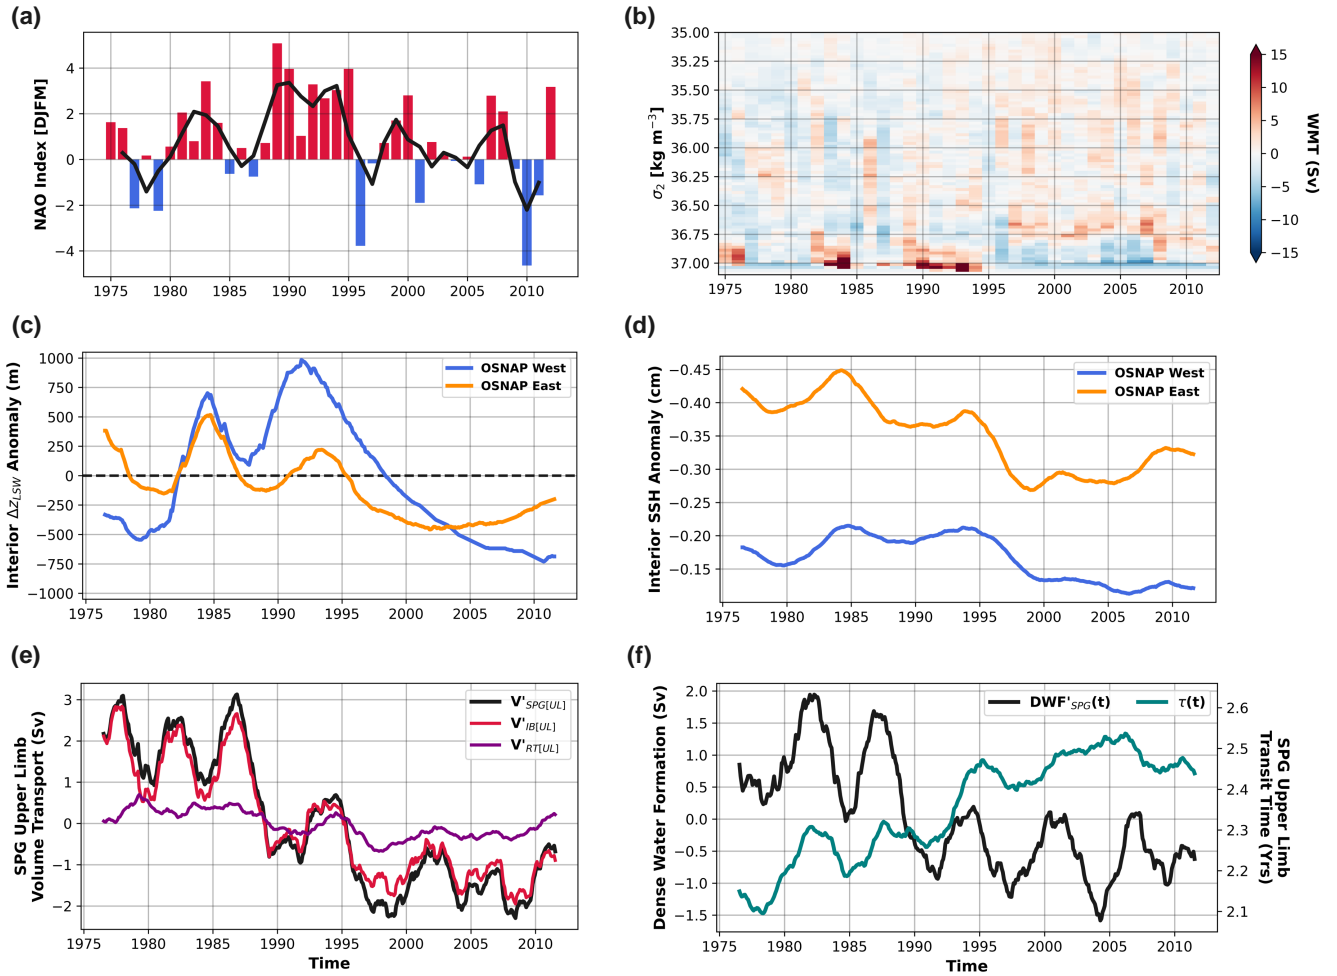 (a)
4
2
0
−2
−4
NAO Index [DJFM]
1975 1980 1985 1990 1995 2000 2005 2010
(b)
35.00
35.25
35.50
35.75
36.00
36.25
36.50
36.75
37.00
σ2 [kg m−3]
1975 1980 1985 1990 1995 2000 2005 2010
15
10
5
0
−5
−10
−15
WMT (Sv)
(c)
1000
750
500
250
0
−250
−500
−750
−1000
Interior ΔZLSW Anomaly (m)
OSNAP West
OSNAP East
1975 1980 1985 1990 1995 2000 2005 2010
(d)
−0.45
−0.40
−0.35
−0.30
−0.25
−0.20
−0.15
Interior SSH Anomaly (cm)
OSNAP West
OSNAP East
1975 1980 1985 1990 1995 2000 2005 2010
(e)
3
2
1
0
−1
−2
SPG Upper Limb
Volume Transport (Sv)
V'SPG[UL]
V'IB[UL]
V'RT[UL]
1975 1980 1985 1990 1995 2000 2005 2010
Time
(f)
2.0
1.5
1.0
0.5
0.0
−0.5
−1.0
−1.5
Dense Water Formation (Sv)
DWF'SPG(t) τ(t)
2.6
2.5
2.4
2.3
2.2
2.1
SPG Upper Limb
Transit Time (Yrs)
1975 1980 1985 1990 1995 2000 2005 2010
Time